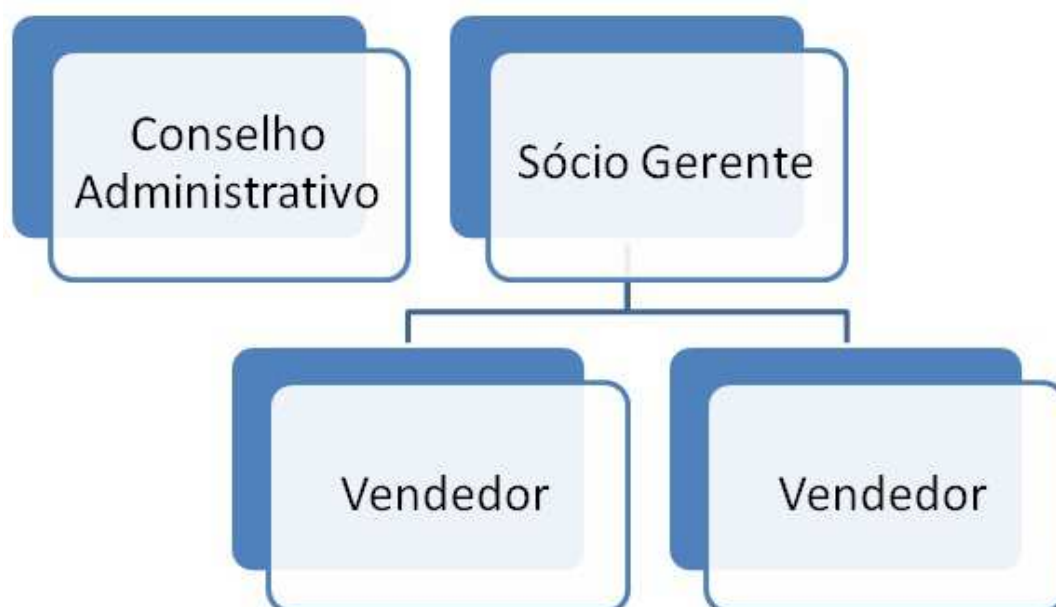 Conselho
Administrativo
Sócio Gerente
Vendedor
Vendedor